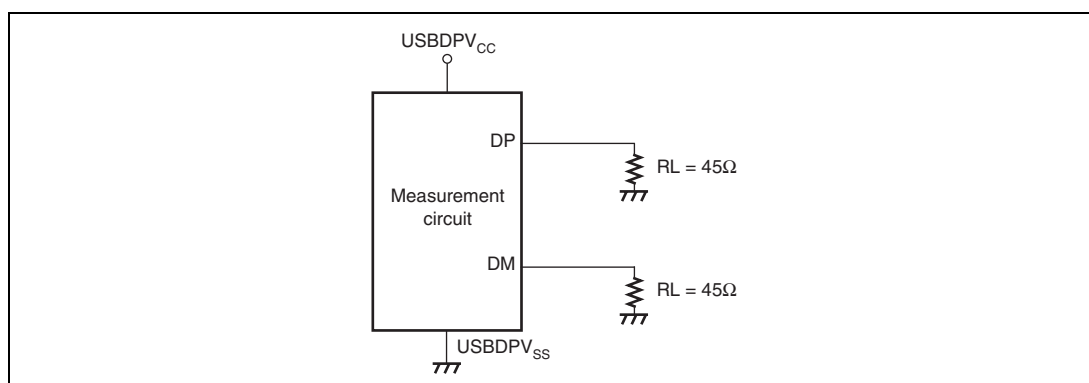 USBDPVCC
DP
RL = 45Ω
Measurement
circuit
DM
RL = 45Ω
USBDPVSS